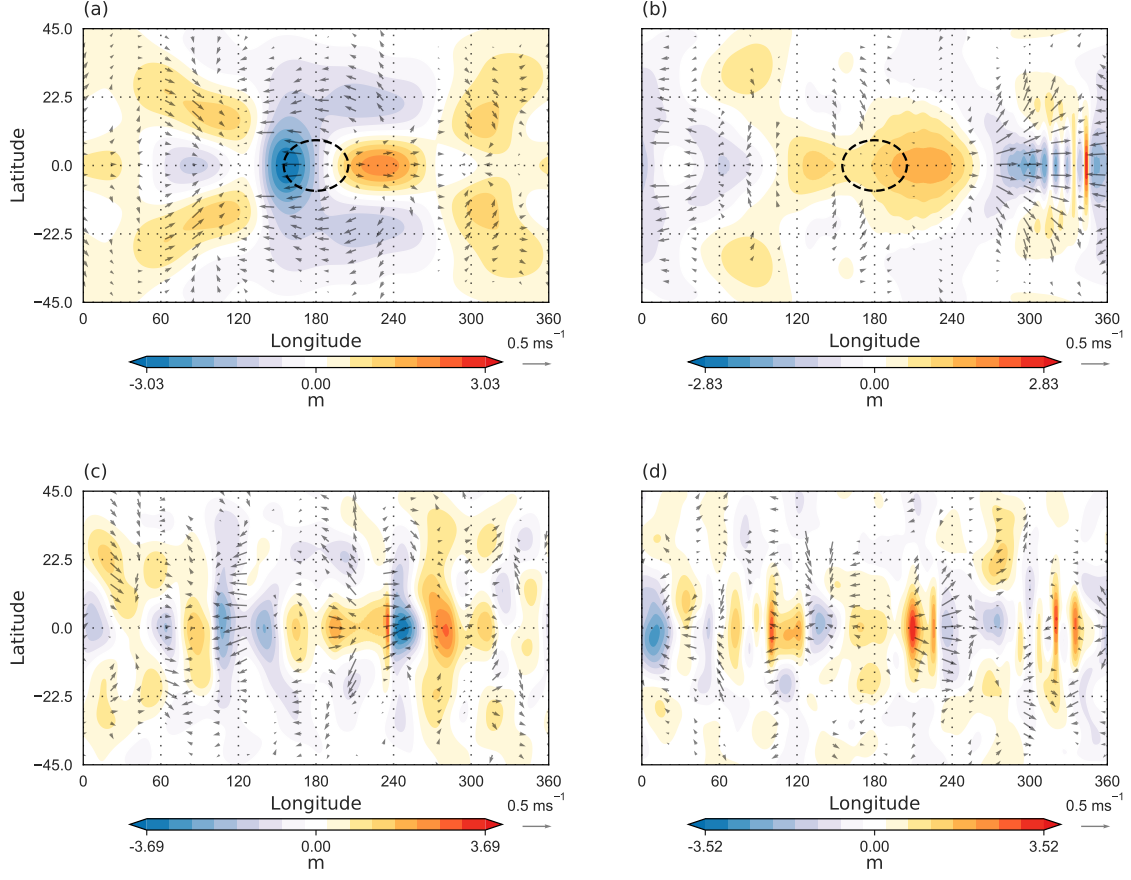 (a)
(b)
45.0
22.5
0.0
−22.5
−45.0
Latitude
0 60 120 180 240 300 360
0 60 120 180 240 300 360
Longitude
Longitude
0.5 ms⁻¹
0.5 ms⁻¹
-3.03 0.00 3.03
-2.83 0.00 2.83
m
m
(c)
(d)
45.0
22.5
0.0
−22.5
−45.0
Latitude
0 60 120 180 240 300 360
0 60 120 180 240 300 360
Longitude
Longitude
0.5 ms⁻¹
0.5 ms⁻¹
-3.69 0.00 3.69
-3.52 0.00 3.52
m
m